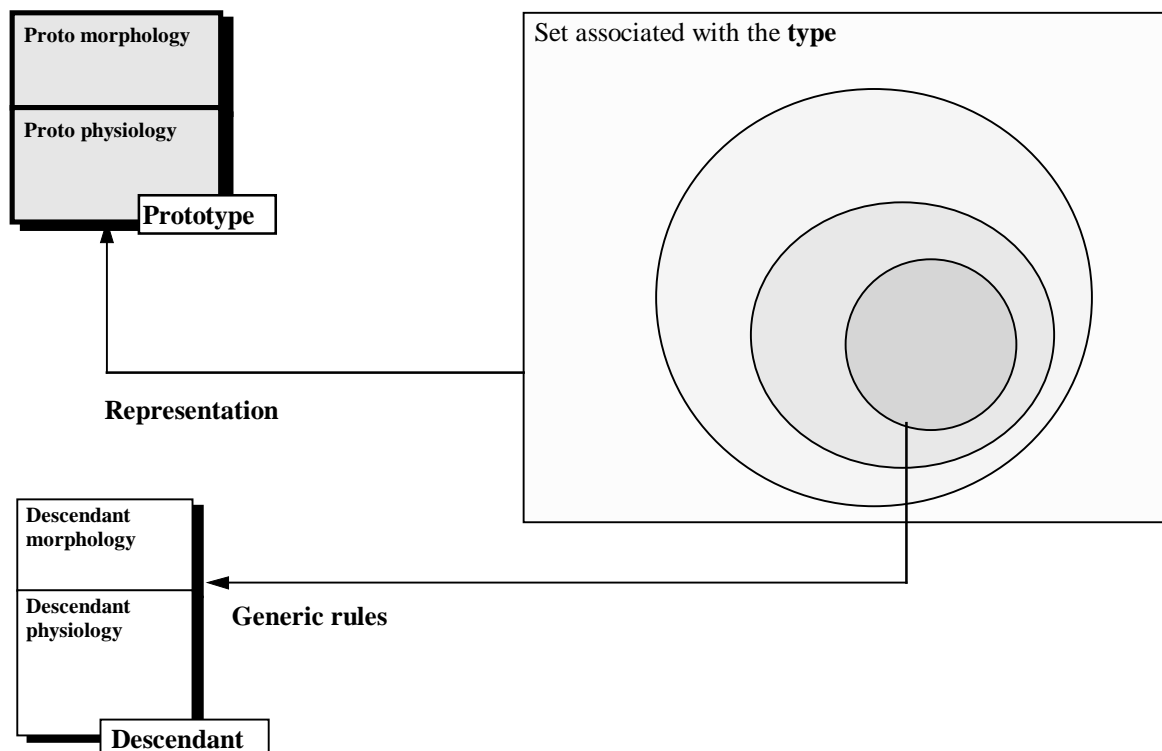 Proto morphology
Proto physiology
Prototype
Set associated with the type
Representation
Descendant
morphology
Descendant
physiology
Generic rules
Descendant